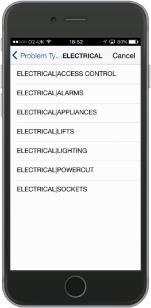 O2-UK 18:52 80%
Problem Ty... ELECTRICAL Cancel
ELECTRICAL|ACCESS CONTROL
ELECTRICAL|ALARMS
ELECTRICAL|APPLIANCES
ELECTRICAL|LIFTS
ELECTRICAL|LIGHTING
ELECTRICAL|POWERCUT
ELECTRICAL|SOCKETS